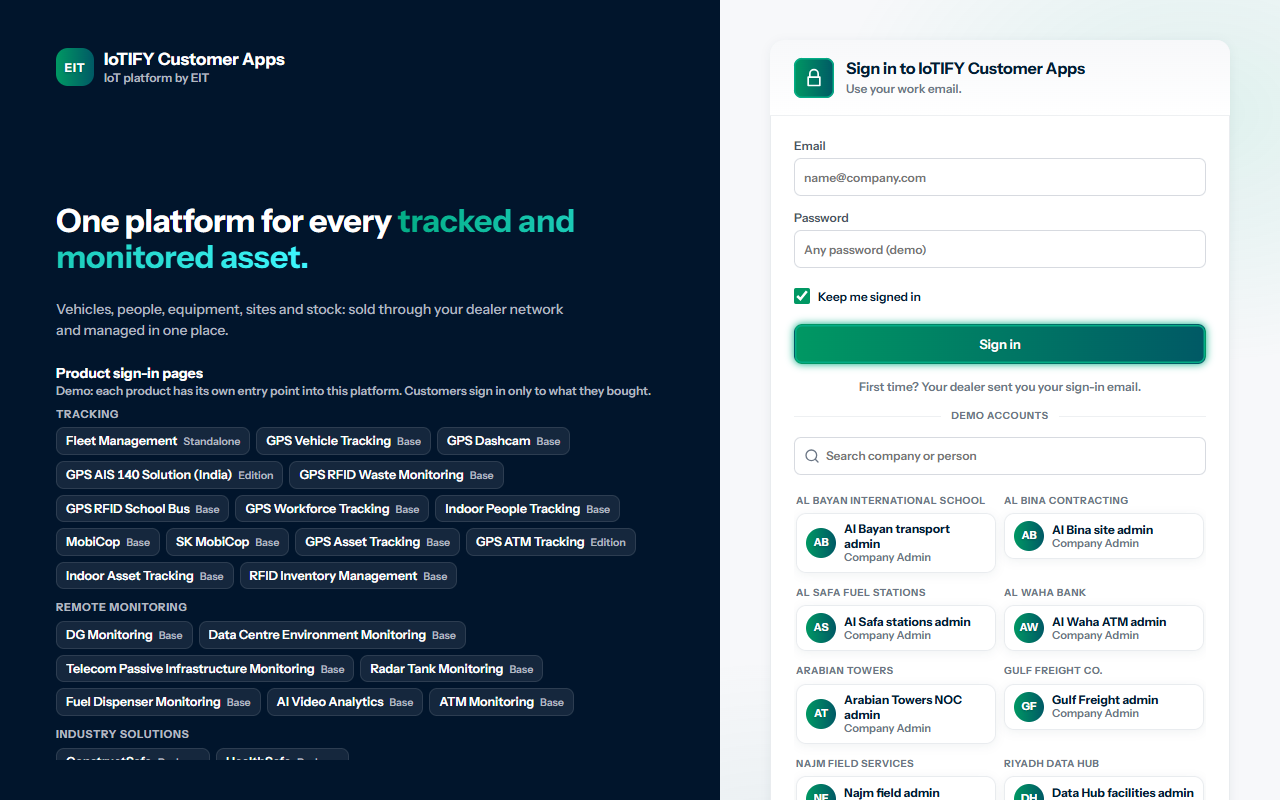 EIT
IoTIFY Customer Apps
IoT platform by EIT
One platform for every tracked and
monitored asset.
Vehicles, people, equipment, sites and stock: sold through your dealer network
and managed in one place.
Product sign-in pages
Demo: each product has its own entry point into this platform. Customers sign in only to what they bought.
TRACKING
Fleet Management Standalone
GPS Vehicle Tracking Base
GPS Dashcam Base
GPS AIS 140 Solution (India) Edition
GPS RFID Waste Monitoring Base
GPS RFID School Bus Base
GPS Workforce Tracking Base
Indoor People Tracking Base
MobiCop Base
SK MobiCop Base
GPS Asset Tracking Base
GPS ATM Tracking Edition
Indoor Asset Tracking Base
RFID Inventory Management Base
REMOTE MONITORING
DG Monitoring Base
Data Centre Environment Monitoring Base
Telecom Passive Infrastructure Monitoring Base
Radar Tank Monitoring Base
Fuel Dispenser Monitoring Base
AI Video Analytics Base
ATM Monitoring Base
INDUSTRY SOLUTIONS
Sign in to IoTIFY Customer Apps
Use your work email.
Email
name@company.com
Password
Any password (demo)
Keep me signed in
Sign in
First time? Your dealer sent you your sign-in email.
DEMO ACCOUNTS
Search company or person
AL BAYAN INTERNATIONAL SCHOOL
AB
Al Bayan transport
admin
Company Admin
AL BINA CONTRACTING
AB
Al Bina site admin
Company Admin
AL SAFA FUEL STATIONS
AS
Al Safa stations admin
Company Admin
AL WAHA BANK
AW
Al Waha ATM admin
Company Admin
ARABIAN TOWERS
AT
Arabian Towers NOC
admin
Company Admin
GULF FREIGHT CO.
GF
Gulf Freight admin
Company Admin
NAJM FIELD SERVICES
NF
Najm field admin
RIYADH DATA HUB
DH
Data Hub facilities admin